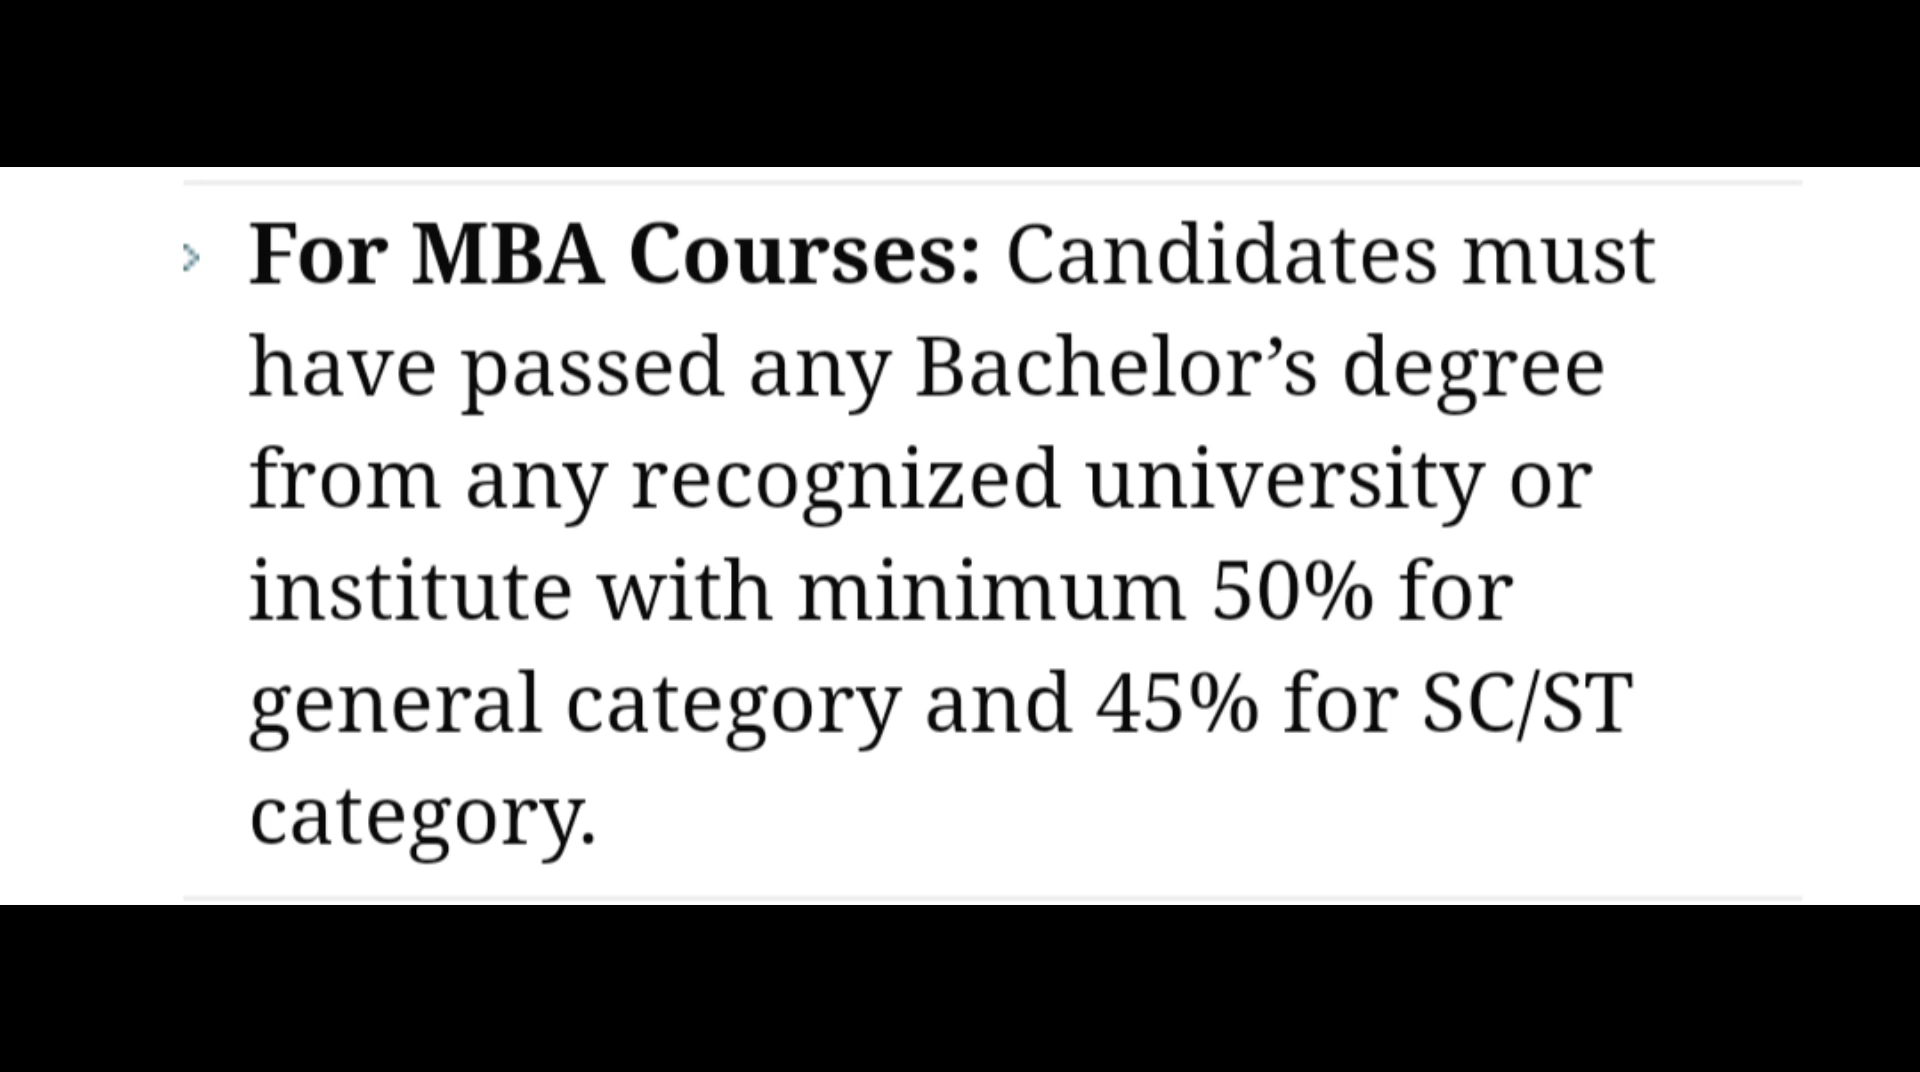 For MBA Courses: Candidates must
have passed any Bachelor’s degree
from any recognized university or
institute with minimum 50% for
general category and 45% for SC/ST
category.